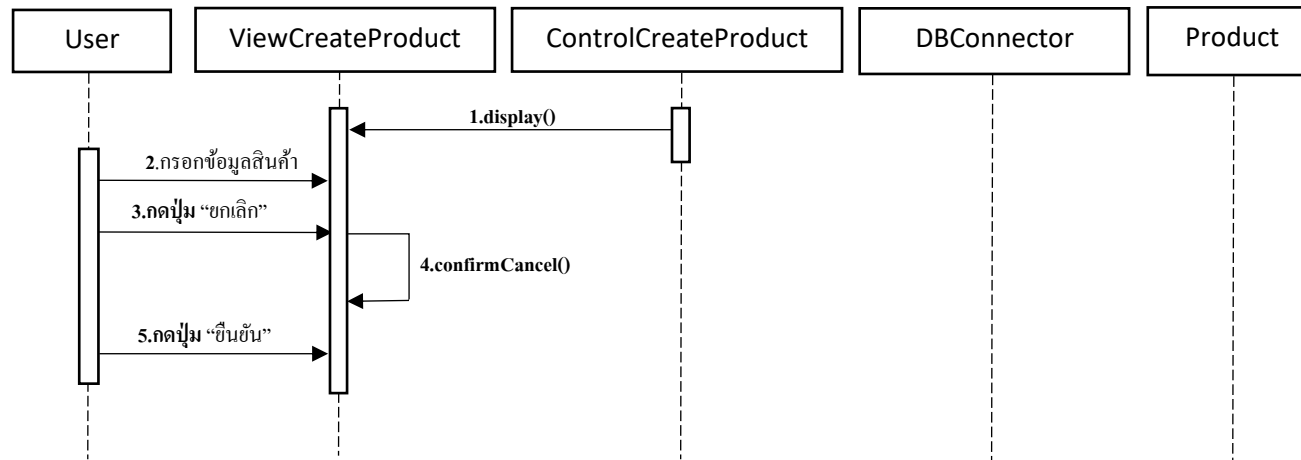 User
ViewCreateProduct
ControlCreateProduct
DBConnector
Product
1.display()
2.กรอกข้อมูลสินค้า
3.กดปุ่ม “ยกเลิก”
4.confirmCancel()
5.กดปุ่ม “ยืนยัน”